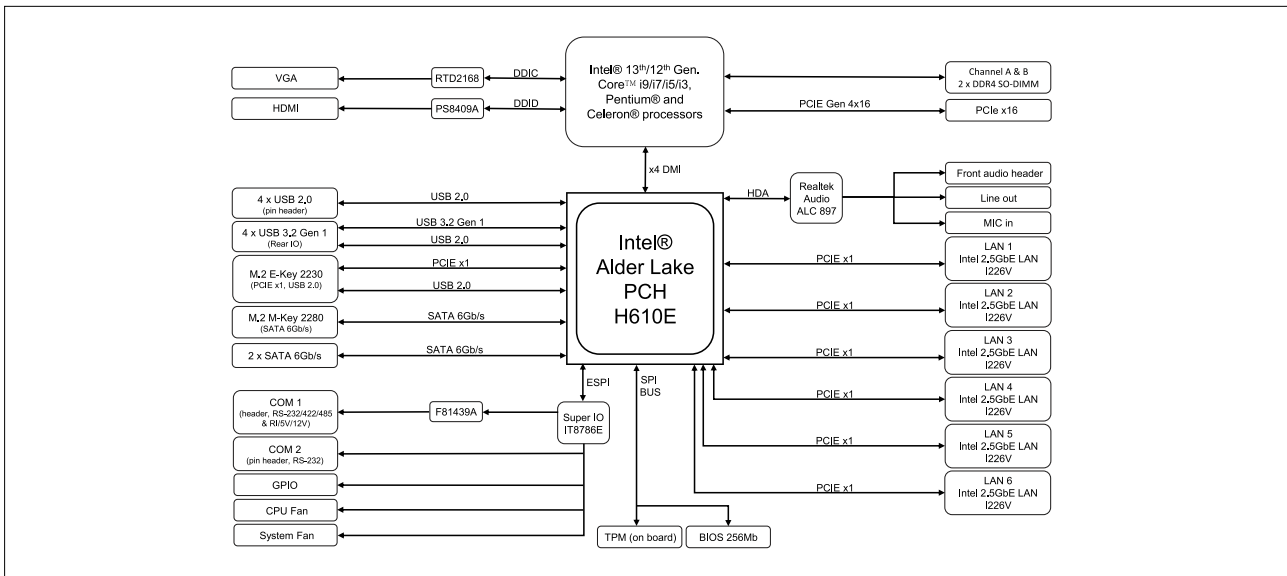 Intel® 13th/12th Gen.
Core™ i9/i7/i5/i3,
Pentium® and
Celeron® processors
VGA
RTD2168
DDIC
HDMI
PS8409A
DDID
Channel A & B
2 x DDR4 SO-DIMM
PCIE Gen 4x16
PCIe x16
x4 DMI
4 x USB 2.0
(pin header)
USB 2.0
4 x USB 3.2 Gen 1
(Rear IO)
USB 3.2 Gen 1
USB 2.0
M.2 E-Key 2230
(PCIE x1, USB 2.0)
PCIE x1
USB 2.0
M.2 M-Key 2280
(SATA 6Gb/s)
SATA 6Gb/s
2 x SATA 6Gb/s
SATA 6Gb/s
Intel®
Alder Lake
PCH
H610E
HDA
Realtek
Audio
ALC 897
Front audio header
Line out
MIC in
PCIE x1
LAN 1
Intel 2.5GbE LAN
I226V
PCIE x1
LAN 2
Intel 2.5GbE LAN
I226V
PCIE x1
LAN 3
Intel 2.5GbE LAN
I226V
PCIE x1
LAN 4
Intel 2.5GbE LAN
I226V
PCIE x1
LAN 5
Intel 2.5GbE LAN
I226V
PCIE x1
LAN 6
Intel 2.5GbE LAN
I226V
ESPI
SPI
BUS
COM 1
(header, RS-232/422/485
& RI/5V/12V)
F81439A
Super IO
IT8786E
COM 2
(pin header, RS-232)
GPIO
CPU Fan
System Fan
TPM (on board)
BIOS 256Mb